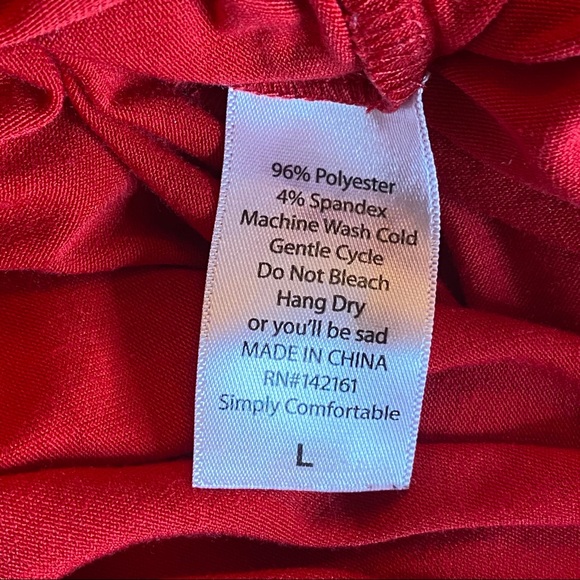 96% Polyester
4% Spandex
Machine Wash Cold
Gentle Cycle
Do Not Bleach
Hang Dry
or you'll be sad
MADE IN CHINA
RN#142161
Simply Comfortable
L